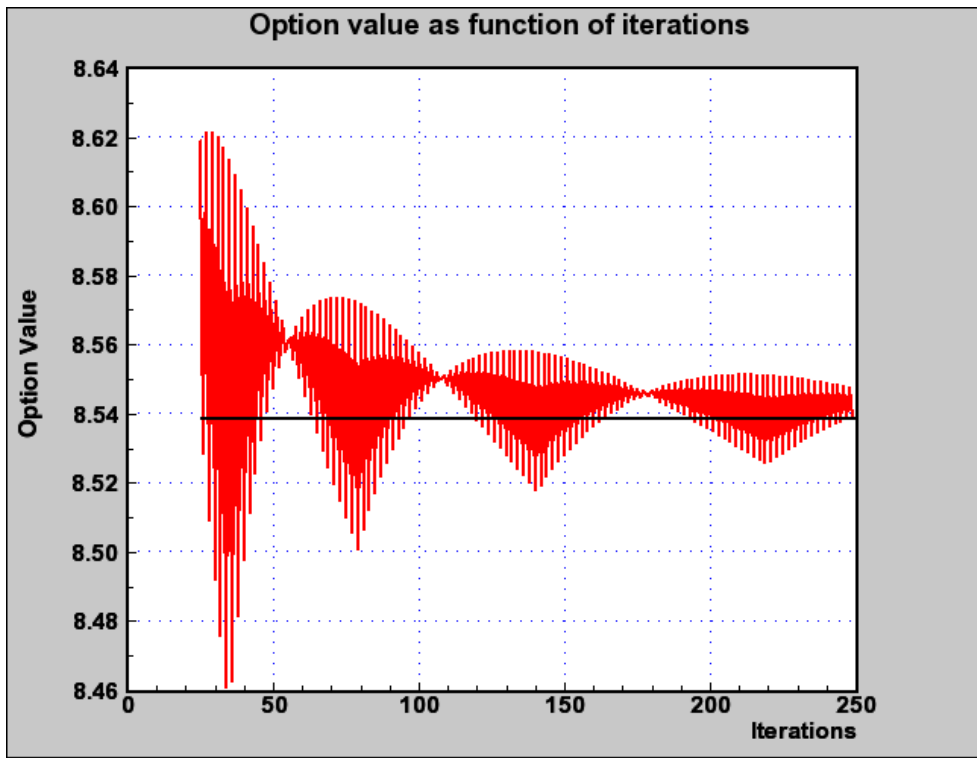 Option value as function of iterations
8.64
8.62
8.60
8.58
8.56
8.54
8.52
8.50
8.48
8.46
Option Value
0 50 100 150 200 250
Iterations